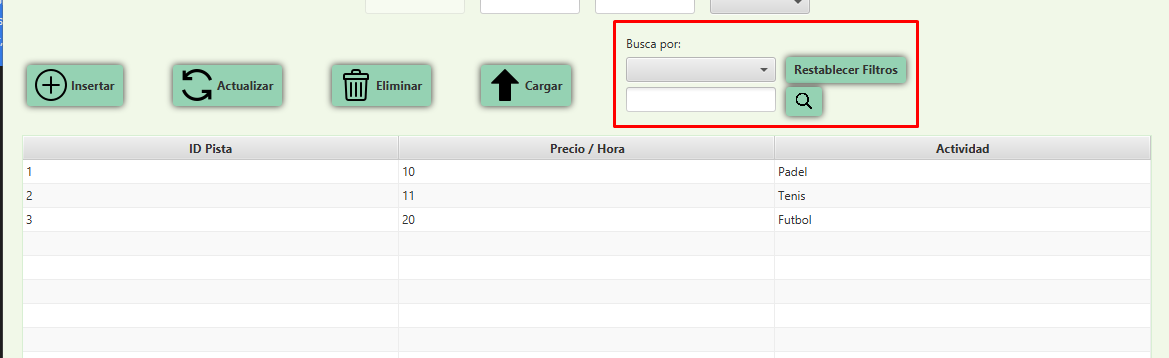 Busca por:
Insertar
Actualizar
Eliminar
Cargar
Restablecer Filtros
ID Pista Precio / Hora Actividad
1 10 Padel
2 11 Tenis
3 20 Futbol